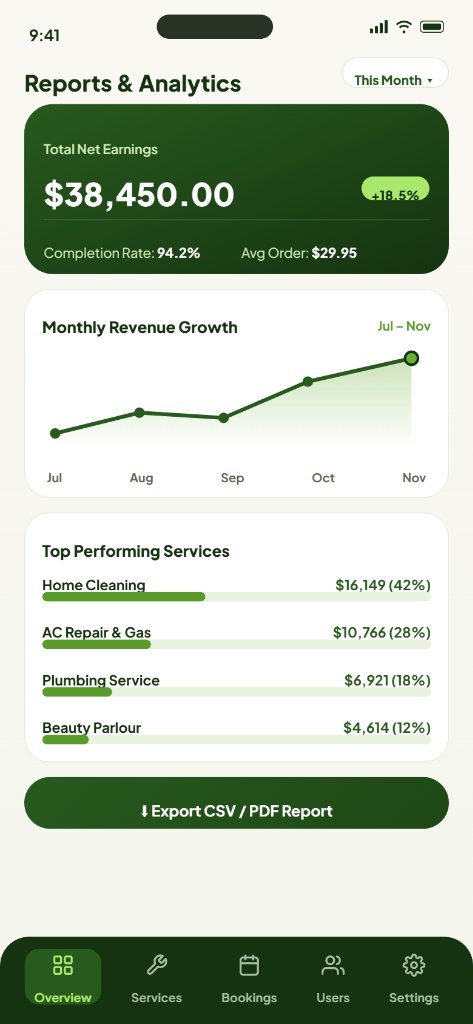 9:41
Reports & Analytics
This Month ▾
Total Net Earnings
$38,450.00
+18.5%
Completion Rate: 94.2% Avg Order: $29.95
Monthly Revenue Growth Jul – Nov
Jul Aug Sep Oct Nov
Top Performing Services
Home Cleaning $16,149 (42%)
AC Repair & Gas $10,766 (28%)
Plumbing Service $6,921 (18%)
Beauty Parlour $4,614 (12%)
⬇ Export CSV / PDF Report
Overview Services Bookings Users Settings